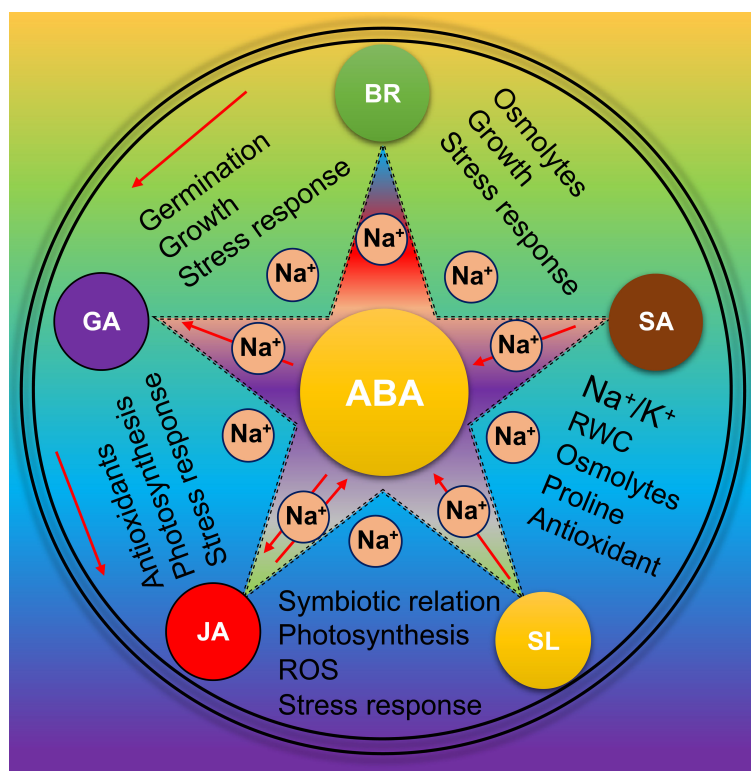 BR
Osmolytes
Growth
Stress response
Germination
Growth
Stress response
Na⁺
Na⁺
Na⁺
GA
Na⁺
ABA
Na⁺
SA
Na⁺/K⁺
RWC
Osmolytes
Proline
Antioxidant
Na⁺
Na⁺
Stress response
Photosynthesis
Antioxidants
Na⁺
Na⁺
Na⁺
JA
SL
Symbiotic relation
Photosynthesis
ROS
Stress response